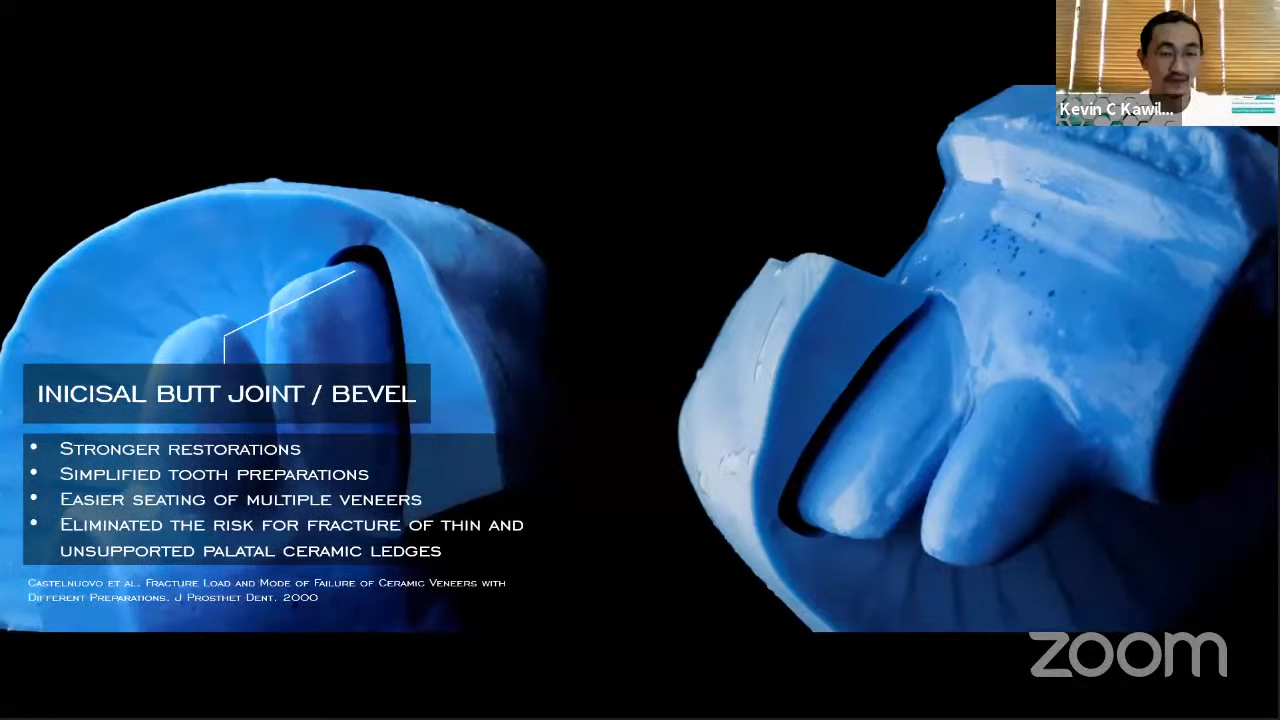 Kevin C Kawil...
INICISAL BUTT JOINT / BEVEL
• STRONGER RESTORATIONS
• SIMPLIFIED TOOTH PREPARATIONS
• EASIER SEATING OF MULTIPLE VENEERS
• ELIMINATED THE RISK FOR FRACTURE OF THIN AND
UNSUPPORTED PALATAL CERAMIC LEDGES
CASTELNUOVO ET AL. FRACTURE LOAD AND MODE OF FAILURE OF CERAMIC VENEERS WITH
DIFFERENT PREPARATIONS. J PROSTHET DENT. 2000
zoom